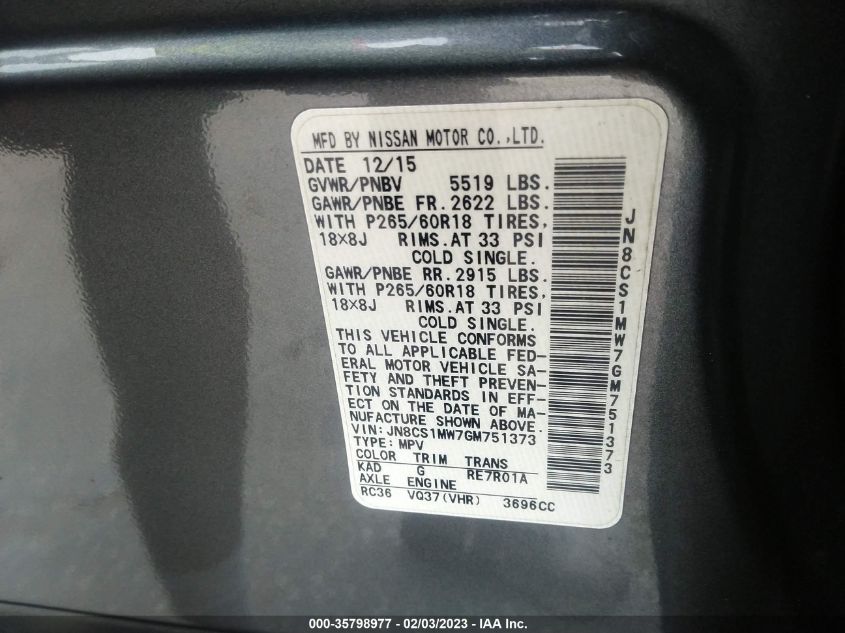 MFD BY NISSAN MOTOR CO.,LTD.
DATE 12/15
GVWR/PNBV 5519 LBS.
GAWR/PNBE FR. 2622 LBS.
WITH P265/60R18 TIRES,
18×8J RIMS. AT 33 PSI
COLD SINGLE.
GAWR/PNBE RR. 2915 LBS.
WITH P265/60R18 TIRES,
18×8J RIMS. AT 33 PSI
COLD SINGLE.
THIS VEHICLE CONFORMS
TO ALL APPLICABLE FED-
ERAL MOTOR VEHICLE SA-
FETY AND THEFT PREVEN-
TION STANDARDS IN EFF-
ECT ON THE DATE OF MA-
NUFACTURE SHOWN ABOVE.
VIN:JN8CS1MW7GM751373
TYPE:MPV
COLOR TRIM TRANS
KAD G RE7R01A
AXLE ENGINE
RC36 VQ37(VHR) 3696CC
JN8CS1MW7GM751373
000-35798977 — 02/03/2023 — IAA Inc.